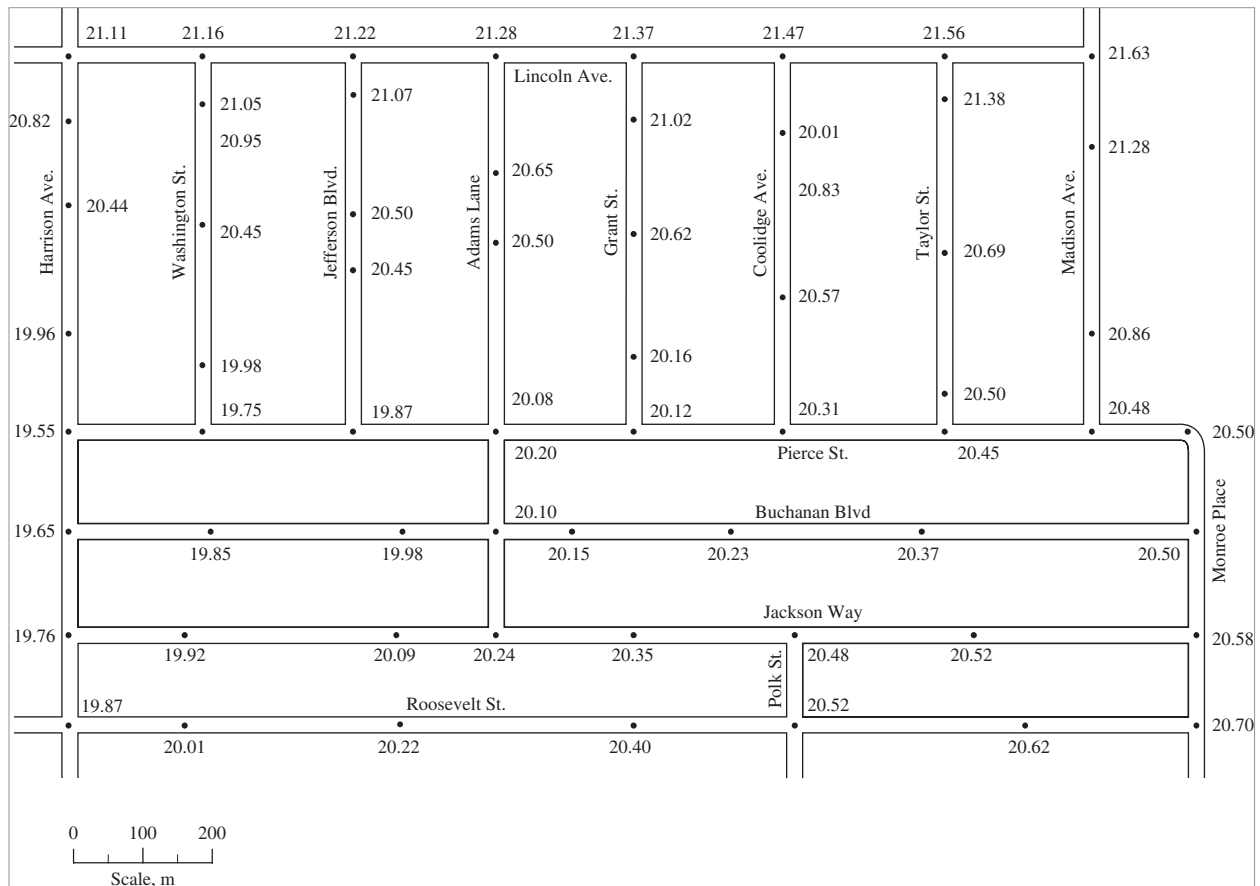 21.11 21.16 21.22 21.28 21.37 21.47 21.56
21.63
Lincoln Ave.
21.05 21.07 21.38
20.82 21.02 20.01
20.95 21.28
20.65
20.83
Harrison Ave.
Washington St.
Jefferson Blvd.
Adams Lane
Grant St.
Coolidge Ave.
Taylor St.
Madison Ave.
20.44 20.50
20.45 20.50 20.62 20.69
20.45
20.57
19.96 20.86
20.16
19.98 20.50
20.08
19.75 19.87 20.12 20.31 20.48
19.55 20.50
20.20 Pierce St. 20.45
Monroe Place
20.10 Buchanan Blvd
19.65
19.85 19.98 20.15 20.23 20.37 20.50
Jackson Way
19.76 20.58
19.92 20.09 20.24 20.35 20.48 20.52
Polk St.
19.87 Roosevelt St. 20.52
20.70
20.01 20.22 20.40 20.62
0 100 200
Scale, m